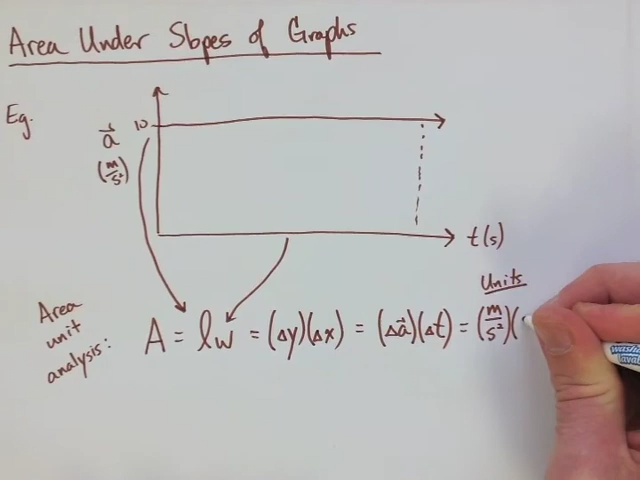 Area Under Slopes of Graphs
Eg.
10
a⃗
(m/s²)
t(s)
Units
Area
unit
analysis:
A = lw = (Δy)(Δx) = (Δa⃗)(Δt) = (m/s²)(